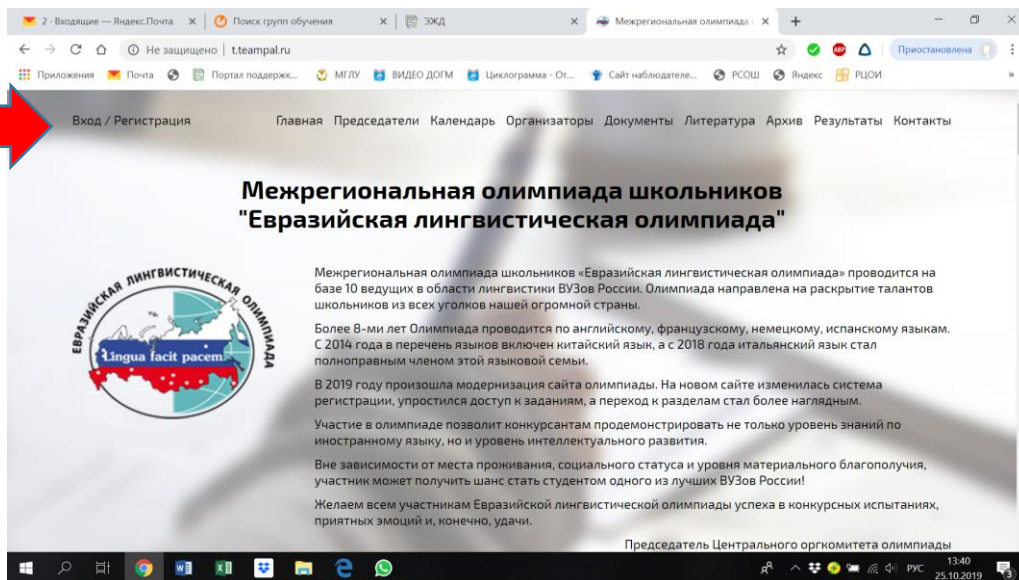 2 · Входящие — Яндекс.Почта
Поиск групп обучения
ЭЖД
Межрегиональная олимпиада
Не защищено | t.teampal.ru
Приостановлена
Приложения Почта Портал поддержк... МГЛУ ВИДЕО ДОГМ Циклограмма - От... Сайт наблюдателе... РСОШ Яндекс РЦОИ »
Вход / Регистрация Главная Председатели Календарь Организаторы Документы Литература Архив Результаты Контакты
Межрегиональная олимпиада школьников
"Евразийская лингвистическая олимпиада"
ЕВРАЗИЙСКАЯ ЛИНГВИСТИЧЕСКАЯ ОЛИМПИАДА
Lingua facit pacem
Межрегиональная олимпиада школьников «Евразийская лингвистическая олимпиада» проводится на
базе 10 ведущих в области лингвистики ВУЗов России. Олимпиада направлена на раскрытие талантов
школьников из всех уголков нашей огромной страны.
Более 8-ми лет Олимпиада проводится по английскому, французскому, немецкому, испанскому языкам.
С 2014 года в перечень языков включен китайский язык, а с 2018 года итальянский язык стал
полноправным членом этой языковой семьи.
В 2019 году произошла модернизация сайта олимпиады. На новом сайте изменилась система
регистрации, упростился доступ к заданиям, а переход к разделам стал более наглядным.
Участие в олимпиаде позволит конкурсантам продемонстрировать не только уровень знаний по
иностранному языку, но и уровень интеллектуального развития.
Вне зависимости от места проживания, социального статуса и уровня материального благополучия,
участник может получить шанс стать студентом одного из лучших ВУЗов России!
Желаем всем участникам Евразийской лингвистической олимпиады успеха в конкурсных испытаниях,
приятных эмоций и, конечно, удачи.
Председатель Центрального оргкомитета олимпиады
РУС
13:40
25.10.2019
3